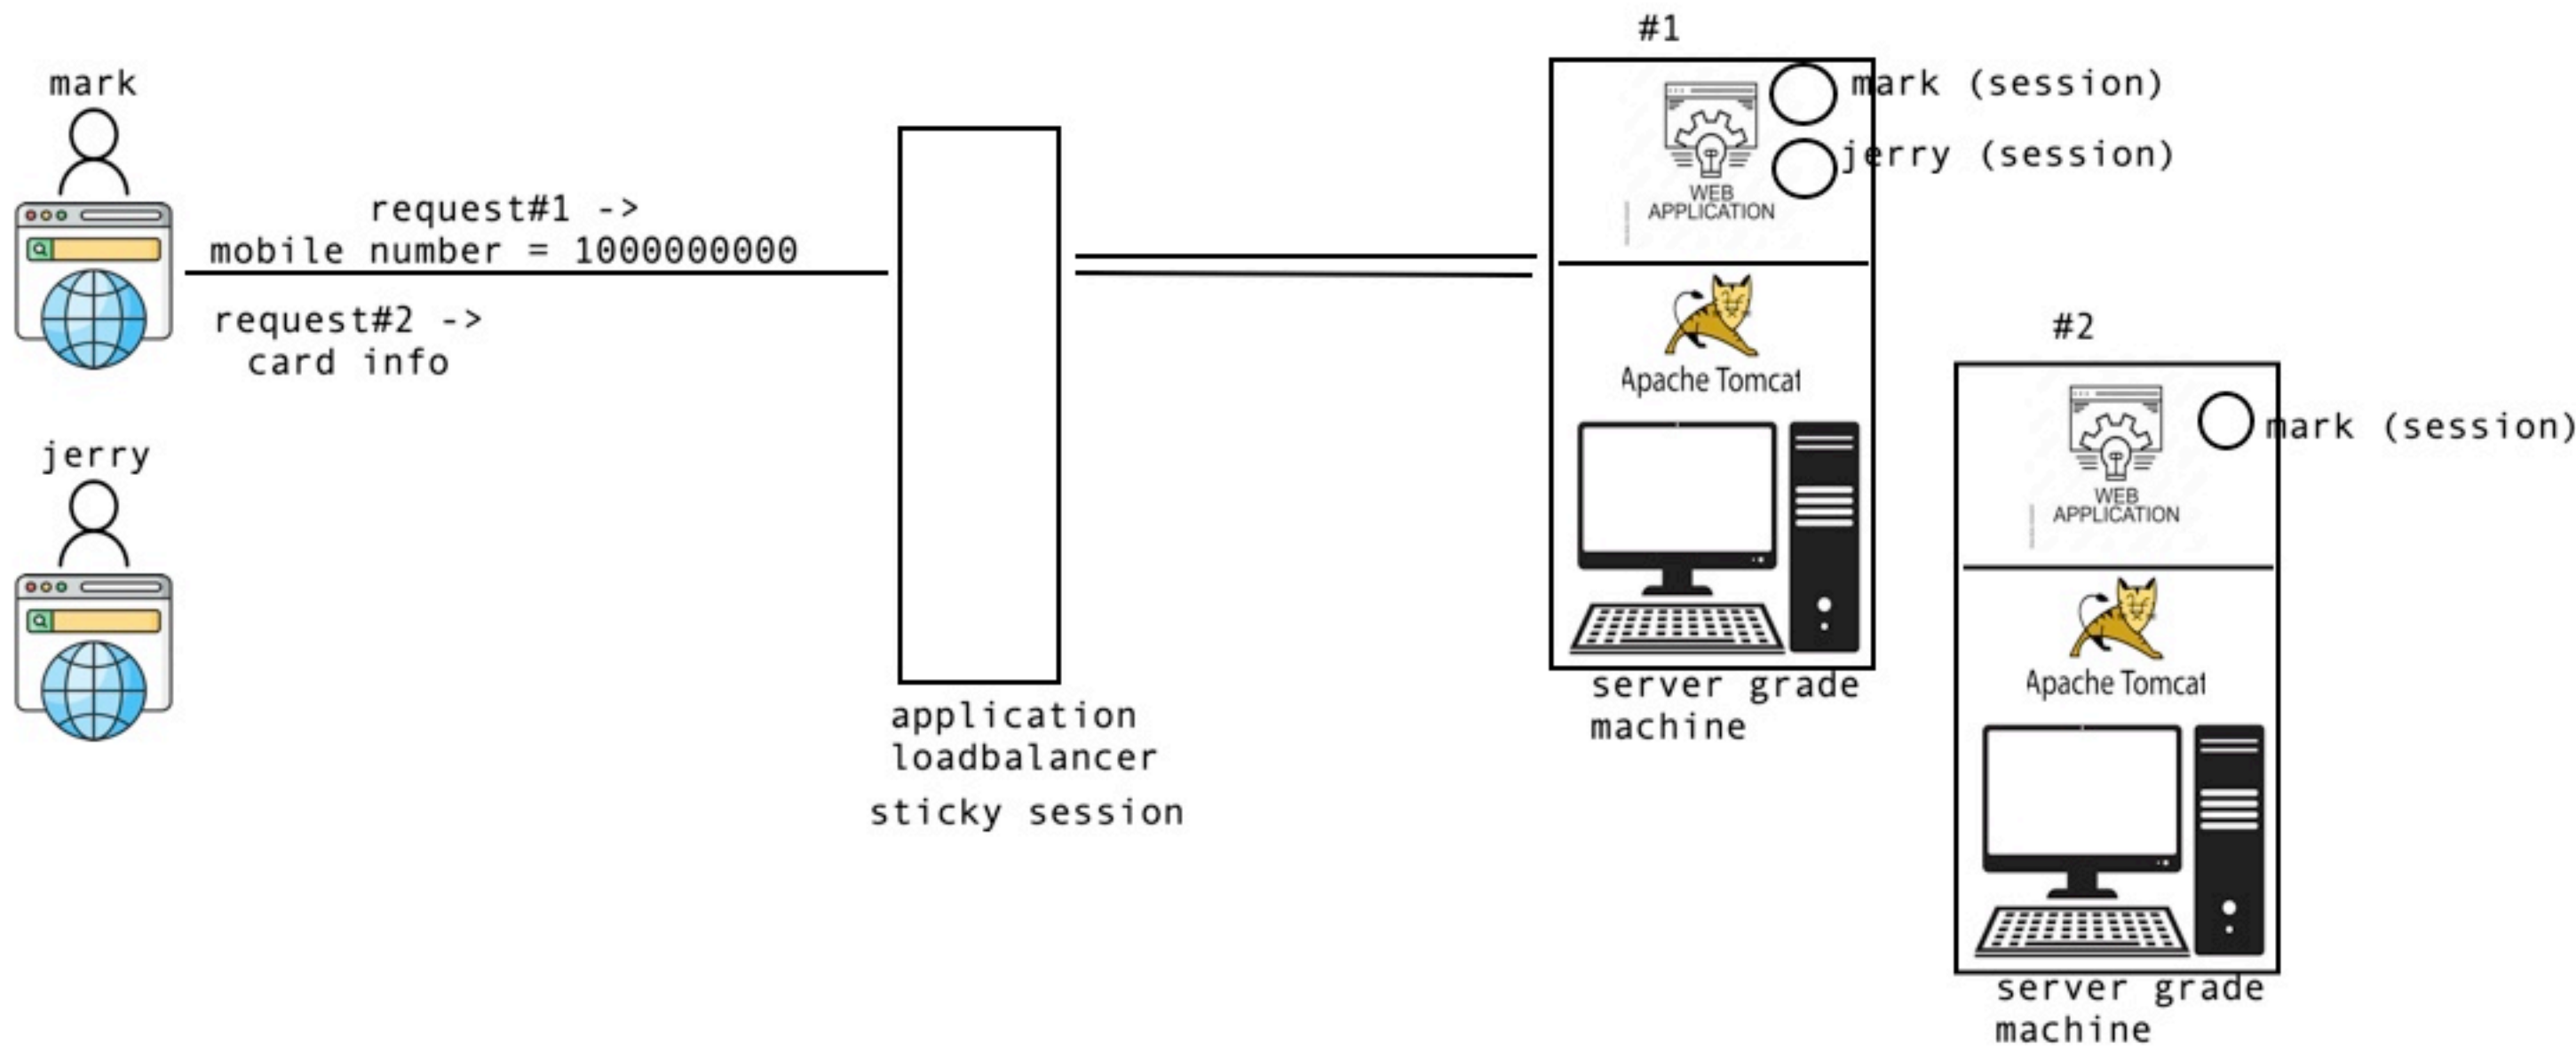 mark
request#1 ->
mobile number = 1000000000
request#2 ->
card info
jerry
application
loadbalancer
sticky session
#1
mark (session)
jerry (session)
WEB
APPLICATION
Apache Tomcat
server grade
machine
#2
mark (session)
WEB
APPLICATION
Apache Tomcat
server grade
machine